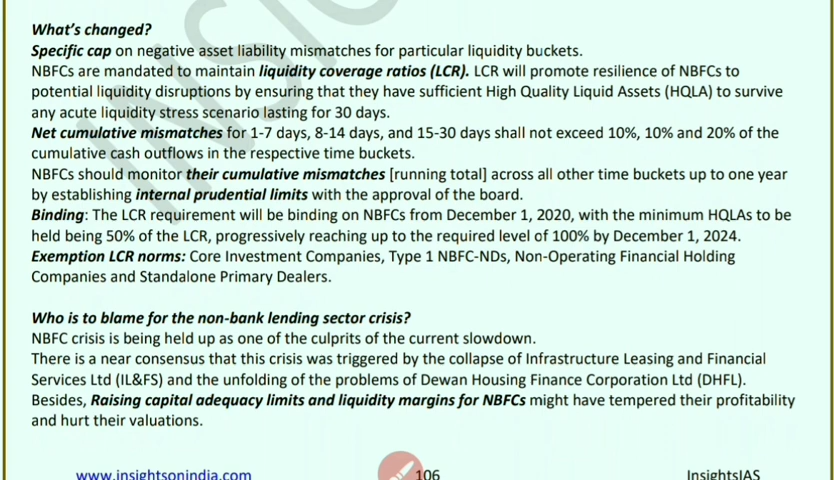 What's changed?
Specific cap on negative asset liability mismatches for particular liquidity buckets.
NBFCs are mandated to maintain liquidity coverage ratios (LCR). LCR will promote resilience of NBFCs to
potential liquidity disruptions by ensuring that they have sufficient High Quality Liquid Assets (HQLA) to survive
any acute liquidity stress scenario lasting for 30 days.
Net cumulative mismatches for 1-7 days, 8-14 days, and 15-30 days shall not exceed 10%, 10% and 20% of the
cumulative cash outflows in the respective time buckets.
NBFCs should monitor their cumulative mismatches [running total] across all other time buckets up to one year
by establishing internal prudential limits with the approval of the board.
Binding: The LCR requirement will be binding on NBFCs from December 1, 2020, with the minimum HQLAs to be
held being 50% of the LCR, progressively reaching up to the required level of 100% by December 1, 2024.
Exemption LCR norms: Core Investment Companies, Type 1 NBFC-NDs, Non-Operating Financial Holding
Companies and Standalone Primary Dealers.
Who is to blame for the non-bank lending sector crisis?
NBFC crisis is being held up as one of the culprits of the current slowdown.
There is a near consensus that this crisis was triggered by the collapse of Infrastructure Leasing and Financial
Services Ltd (IL&FS) and the unfolding of the problems of Dewan Housing Finance Corporation Ltd (DHFL).
Besides, Raising capital adequacy limits and liquidity margins for NBFCs might have tempered their profitability
and hurt their valuations.
www.insightsonindia.com 106 InsightsIAS